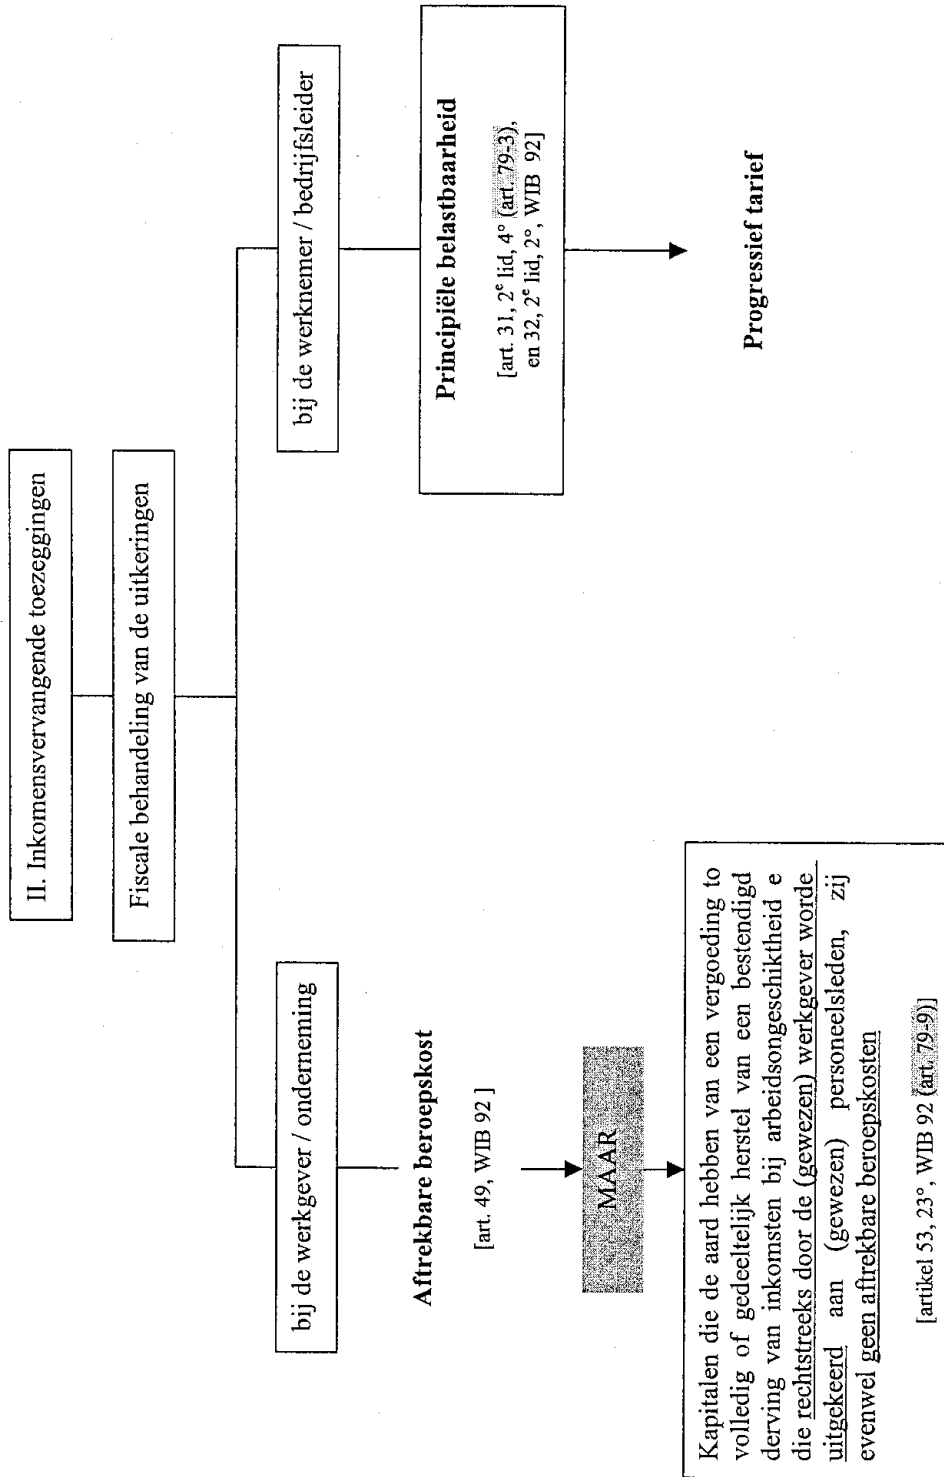 II. Inkomensvervangende toezeggingen
Fiscale behandeling van de uitkeringen
bij de werkgever / onderneming
Aftrekbare beroepskost
[art. 49, WIB 92 ]
MAAR
Kapitalen die de aard hebben van een vergoeding to
volledig of gedeeltelijk herstel van een bestendigd
derving van inkomsten bij arbeidsongeschiktheid e
die rechtstreeks door de (gewezen) werkgever worde
uitgekeerd aan (gewezen) personeelsleden, zij
evenwel geen aftrekbare beroepskosten
[artikel 53, 23°, WIB 92 (art. 79-9)]
bij de werknemer / bedrijfsleider
Principiële belastbaarheid
[art. 31, 2e lid, 4° (art. 79-3),
en 32, 2e lid, 2°, WIB 92]
Progressief tarief